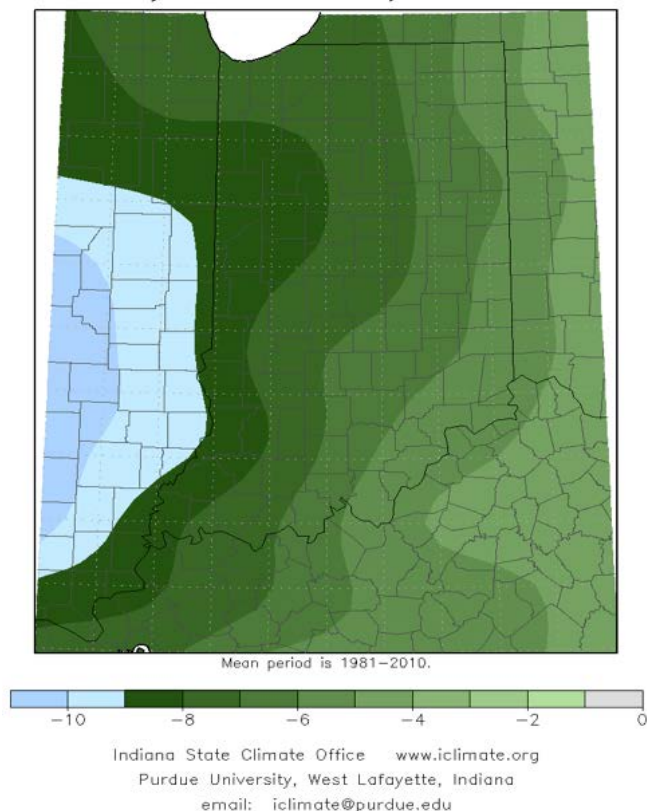 Mean period is 1981–2010.
−10 −8 −6 −4 −2 0
Indiana State Climate Office www.iclimate.org
Purdue University, West Lafayette, Indiana
email: iclimate@purdue.edu